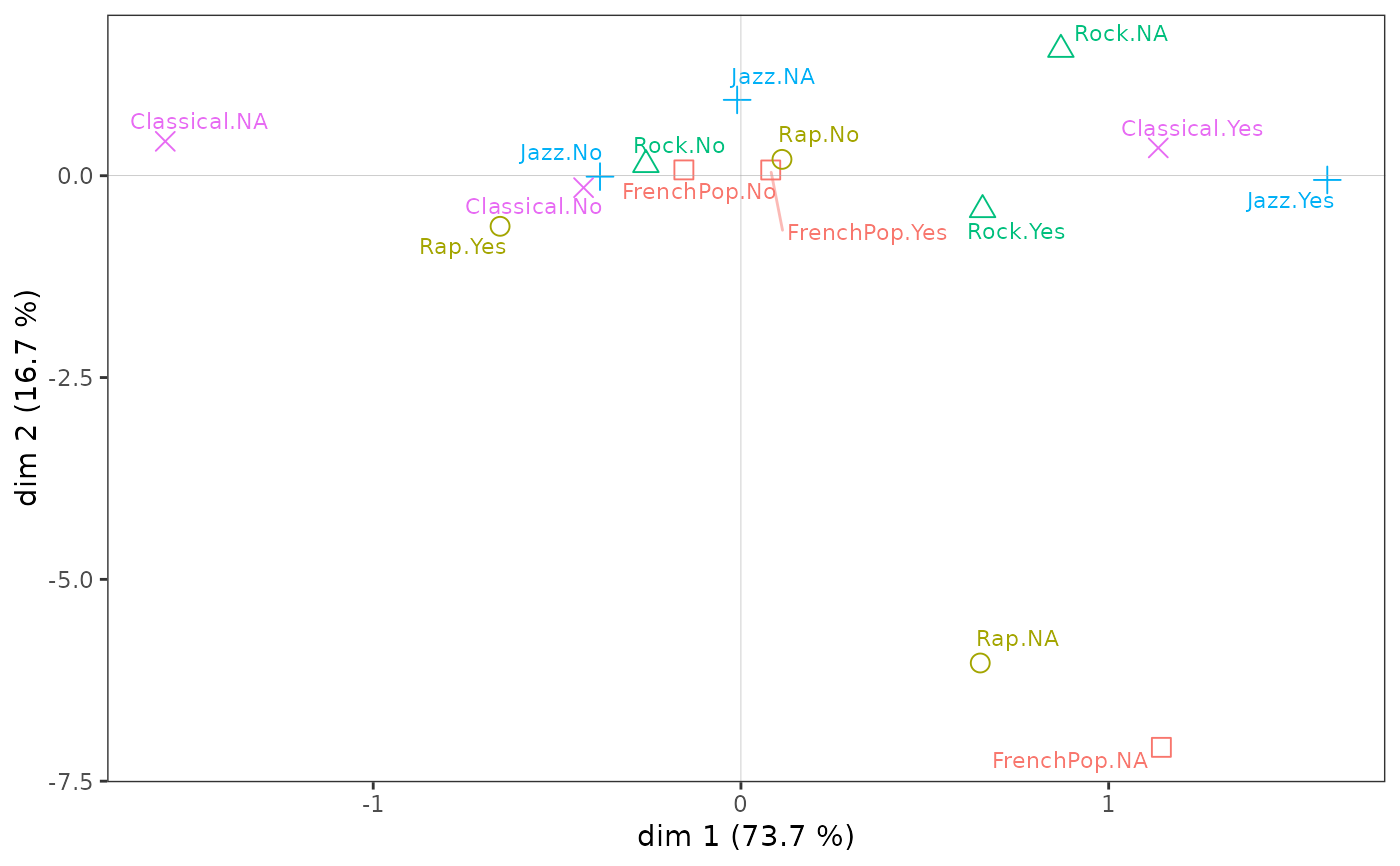 Rock.NA
Jazz.NA
Classical.NA
Classical.Yes
Rap.No
Rock.No
Jazz.No
FrenchPop.No
Jazz.Yes
Classical.No
FrenchPop.Yes
Rock.Yes
Rap.Yes
Rap.NA
FrenchPop.NA
0.0
-2.5
-5.0
-7.5
dim 2 (16.7 %)
-1
0
1
dim 1 (73.7 %)